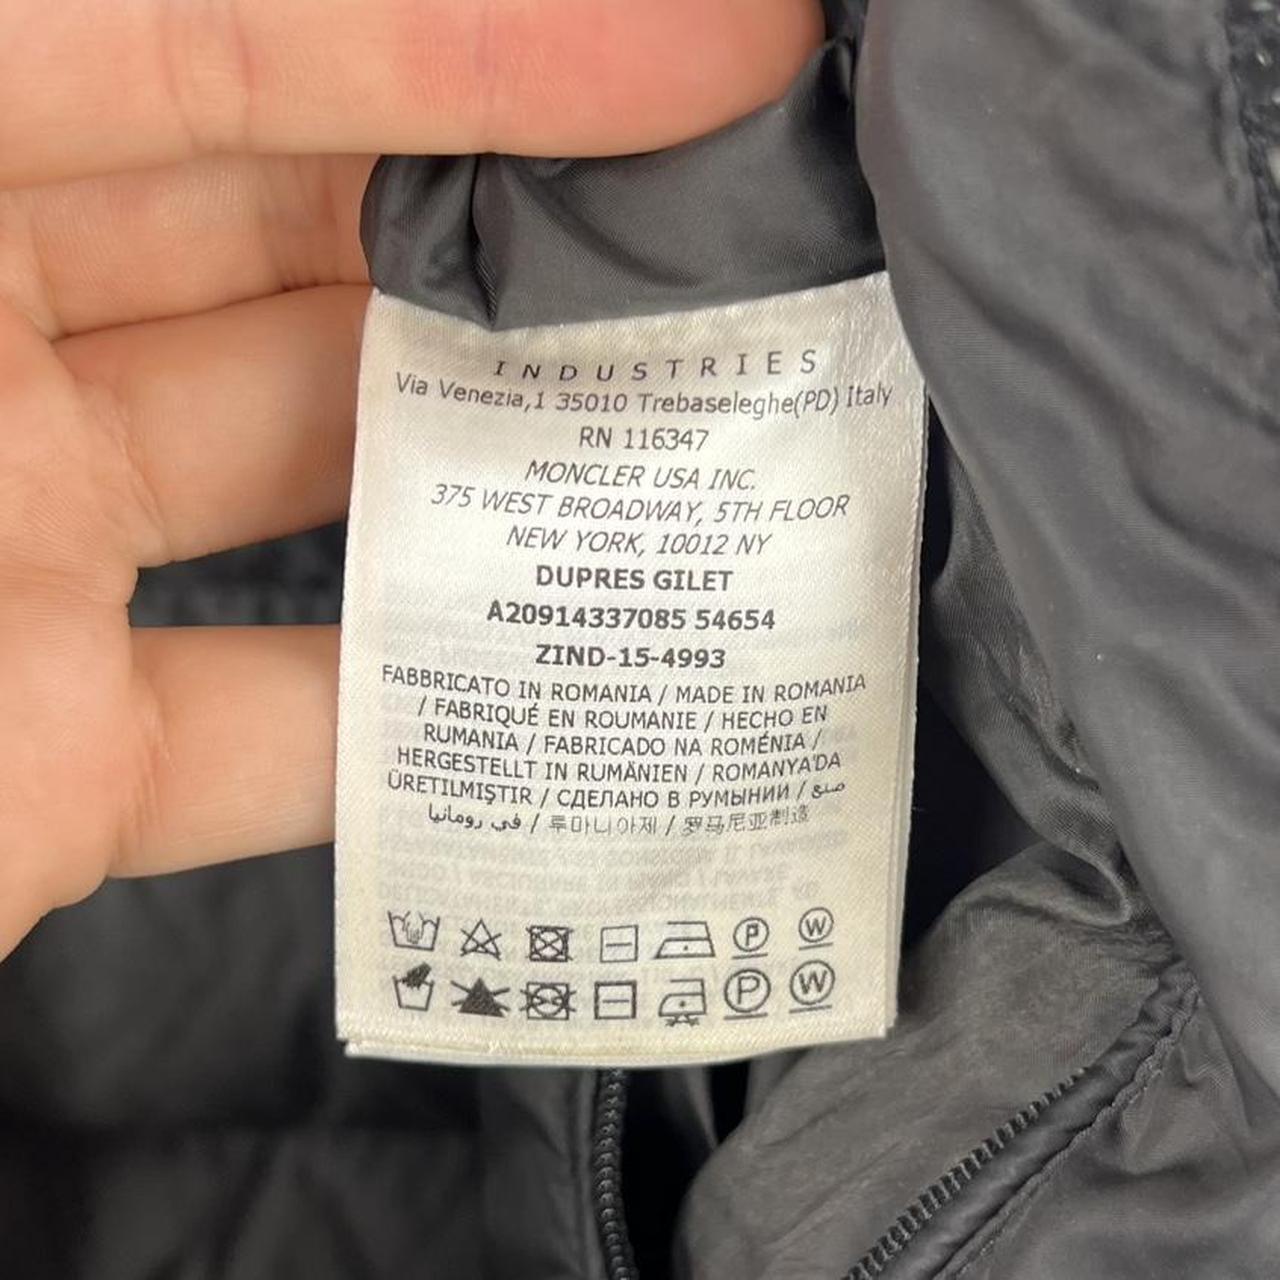 INDUSTRIES
Via Venezia,1 35010 Trebaseleghe(PD) Italy
RN 116347
MONCLER USA INC.
375 WEST BROADWAY, 5TH FLOOR
NEW YORK, 10012 NY
DUPRES GILET
A20914337085 54654
ZIND-15-4993
FABBRICATO IN ROMANIA / MADE IN ROMANIA
/ FABRIQUÉ EN ROUMANIE / HECHO EN
RUMANIA / FABRICADO NA ROMÉNIA /
HERGESTELLT IN RUMÄNIEN / ROMANYA'DA
ÜRETILMIŞTIR / СДЕЛАНО В РУМЫНИИ / صنع
في رومانيا / 루마니아제 / 罗马尼亚制造
P W
P W